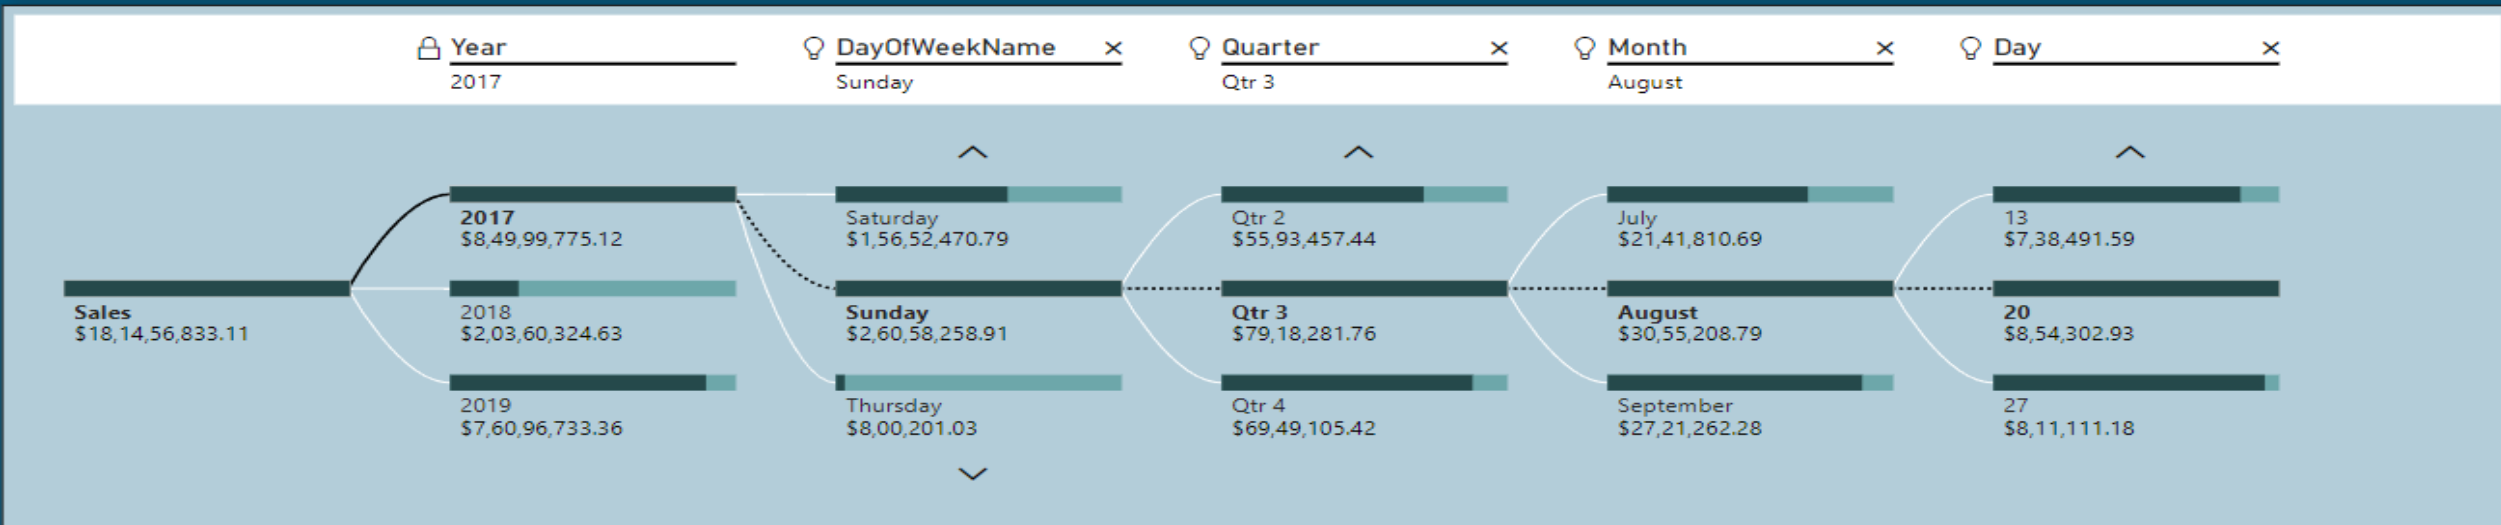 Year
2017
DayOfWeekName
Sunday
Quarter
Qtr 3
Month
August
Day
Sales
$18,14,56,833.11
2017
$8,49,99,775.12
2018
$2,03,60,324.63
2019
$7,60,96,733.36
Saturday
$1,56,52,470.79
Sunday
$2,60,58,258.91
Thursday
$8,00,201.03
Qtr 2
$55,93,457.44
Qtr 3
$79,18,281.76
Qtr 4
$69,49,105.42
July
$21,41,810.69
August
$30,55,208.79
September
$27,21,262.28
13
$7,38,491.59
20
$8,54,302.93
27
$8,11,111.18